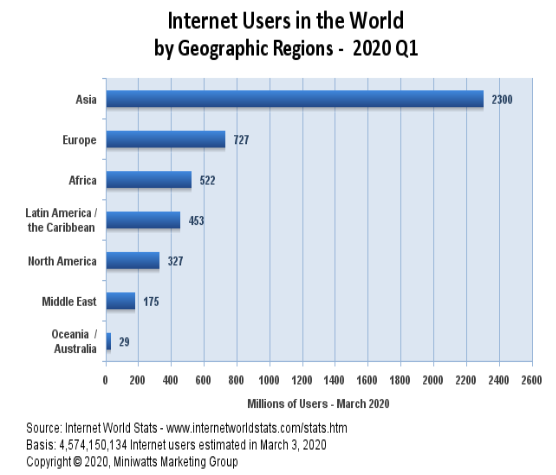 Internet Users in the World
by Geographic Regions - 2020 Q1
Asia
2300
Europe
727
Africa
522
Latin America /
the Caribbean
453
North America
327
Middle East
175
Oceania /
Australia
29
0 200 400 600 800 1000 1200 1400 1600 1800 2000 2200 2400 2600
Millions of Users - March 2020
Source: Internet World Stats - www.internetworldstats.com/stats.htm
Basis: 4,574,150,134 Internet users estimated in March 3, 2020
Copyright © 2020, Miniwatts Marketing Group